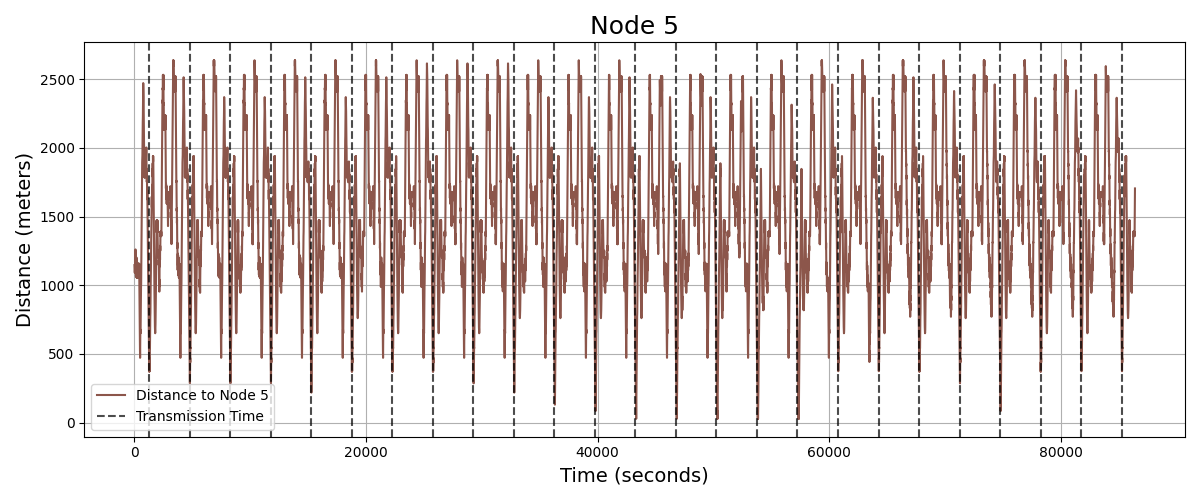 Node 5
Distance (meters)
2500
2000
1500
1000
500
0
Distance to Node 5
Transmission Time
0 20000 40000 60000 80000
Time (seconds)